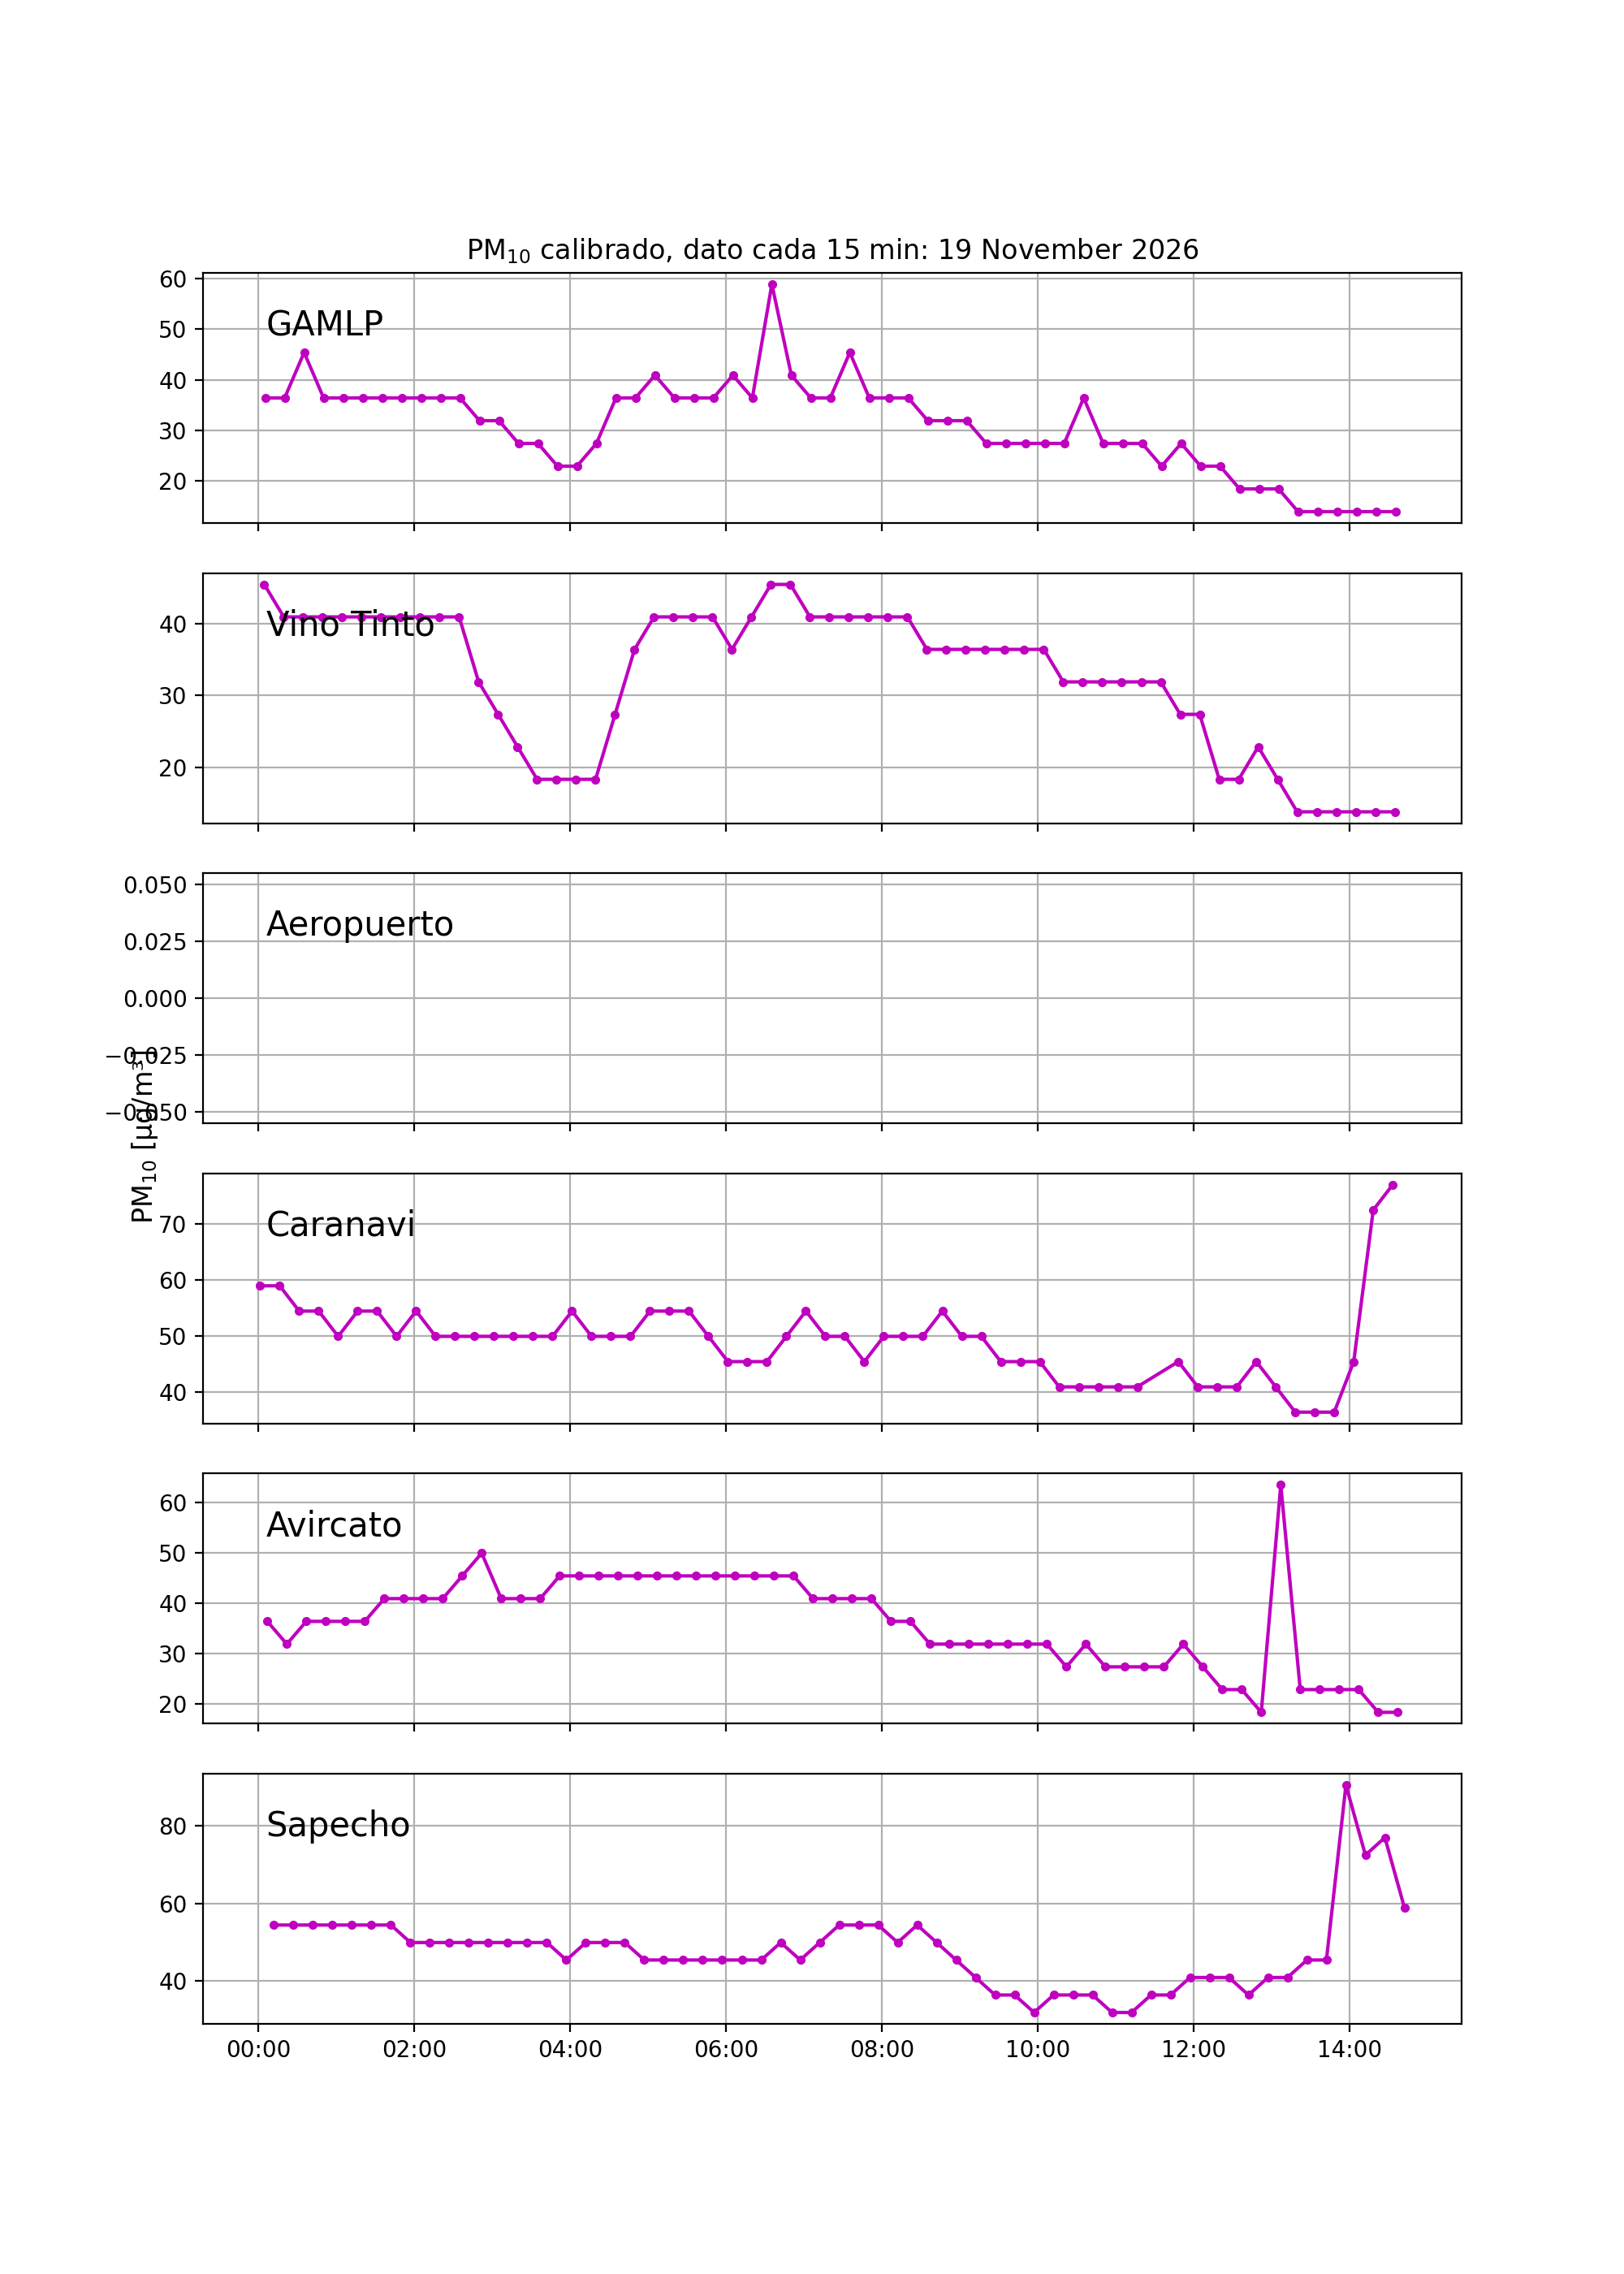 PM₁₀ calibrado, dato cada 15 min: 19 November 2026
60
50
40
30
20
GAMLP
40
30
20
Vino Tinto
0.050
0.025
0.000
−0.025
−0.050
Aeropuerto
PM₁₀ [µg/m³]
70
60
50
40
Caranavi
60
50
40
30
20
Avircato
80
60
40
Sapecho
00:00 02:00 04:00 06:00 08:00 10:00 12:00 14:00